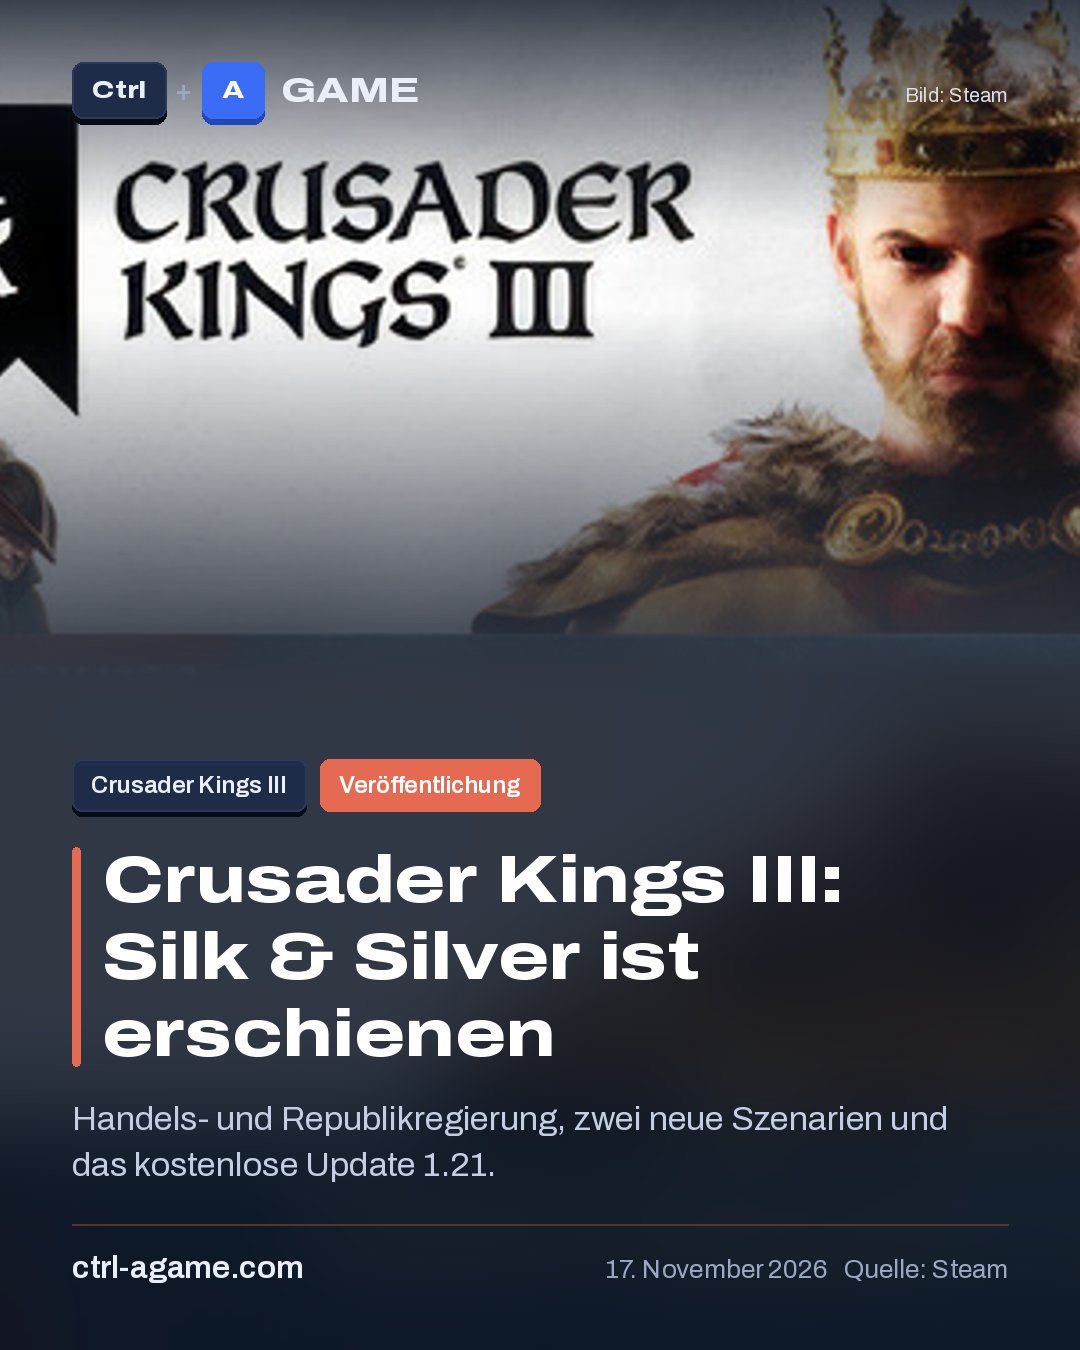 Ctrl + A GAME
Bild: Steam
CRUSADER
KINGS III
Crusader Kings III
Veröffentlichung
Crusader Kings III:
Silk & Silver ist
erschienen
Handels- und Republikregierung, zwei neue Szenarien und
das kostenlose Update 1.21.
ctrl-agame.com
17. November 2026 Quelle: Steam